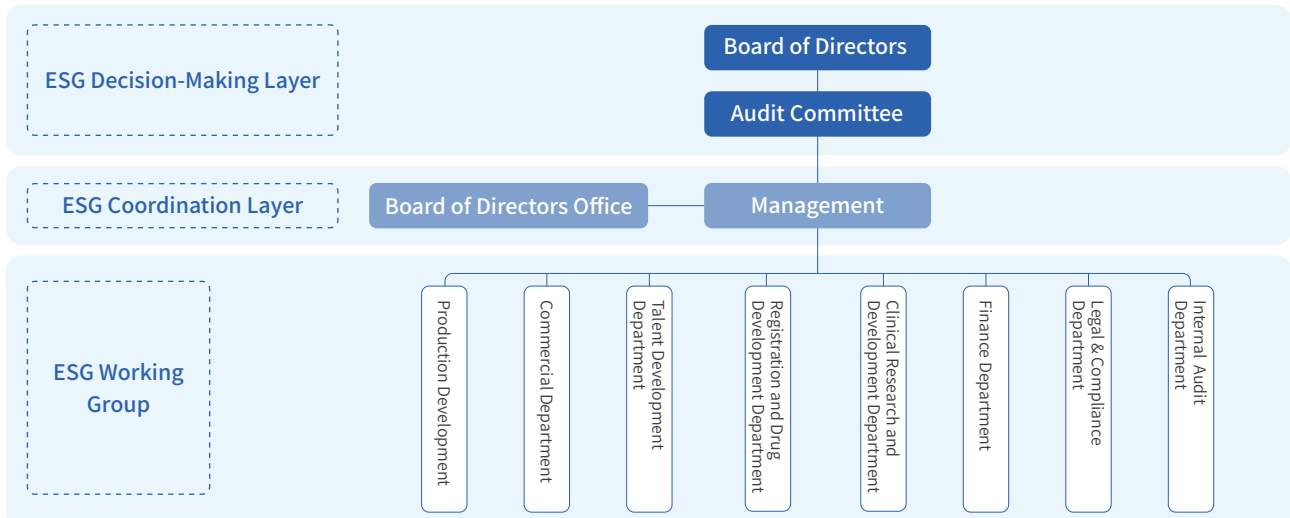 ESG Decision-Making Layer
Board of Directors
Audit Committee
ESG Coordination Layer
Board of Directors Office
Management
ESG Working
Group
Production Development
Commercial Department
Talent Development
Department
Registration and Drug
Development Department
Clinical Research and
Development Department
Finance Department
Legal & Compliance
Department
Internal Audit
Department